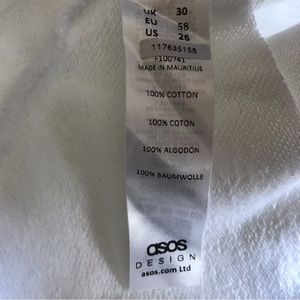 UK 30
EU 58
US 26
117635158
F100741
MADE IN MAURITIUS
100% COTTON
100% COTON
100% ALGODÓN
100% BAUMWOLLE
asos
DESIGN
asos.com Ltd